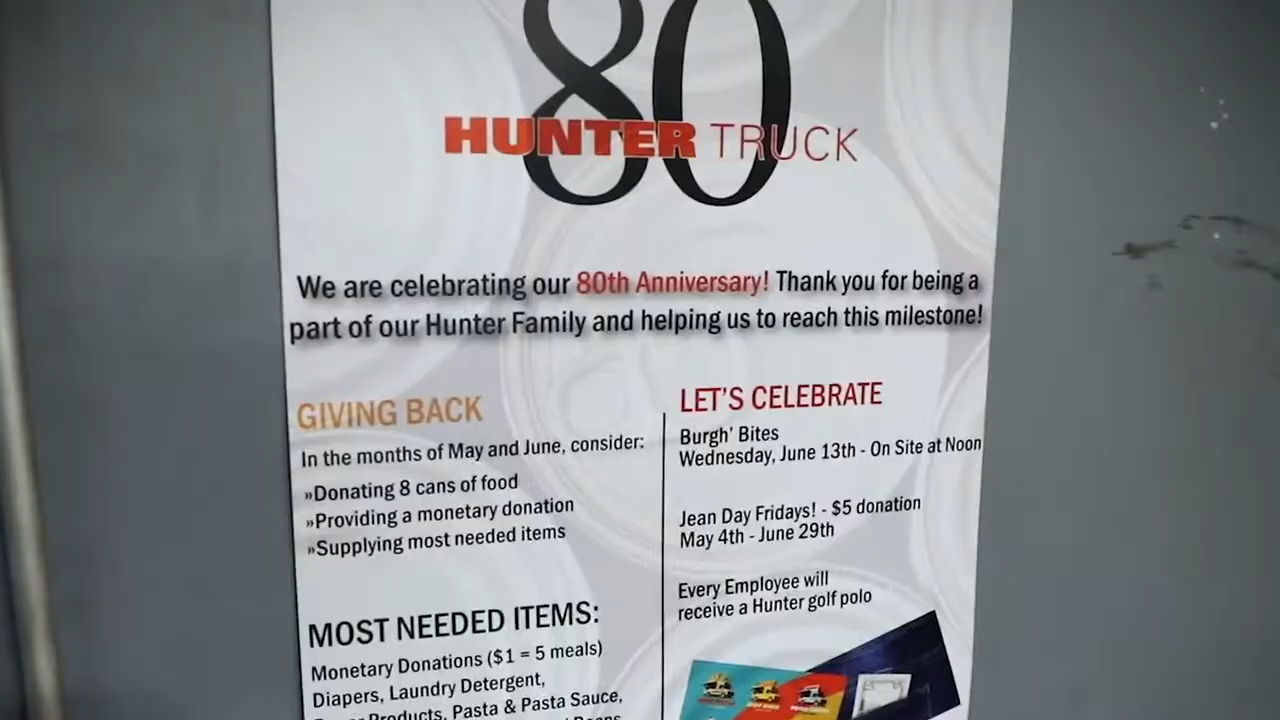 80
HUNTER TRUCK
We are celebrating our 80th Anniversary! Thank you for being a
part of our Hunter Family and helping us to reach this milestone!
GIVING BACK
In the months of May and June, consider:
»Donating 8 cans of food
»Providing a monetary donation
»Supplying most needed items
MOST NEEDED ITEMS:
Monetary Donations ($1 = 5 meals)
Diapers, Laundry Detergent,
Products, Pasta & Pasta Sauce,
LET'S CELEBRATE
Burgh' Bites
Wednesday, June 13th - On Site at Noon
Jean Day Fridays! - $5 donation
May 4th - June 29th
Every Employee will
receive a Hunter golf polo